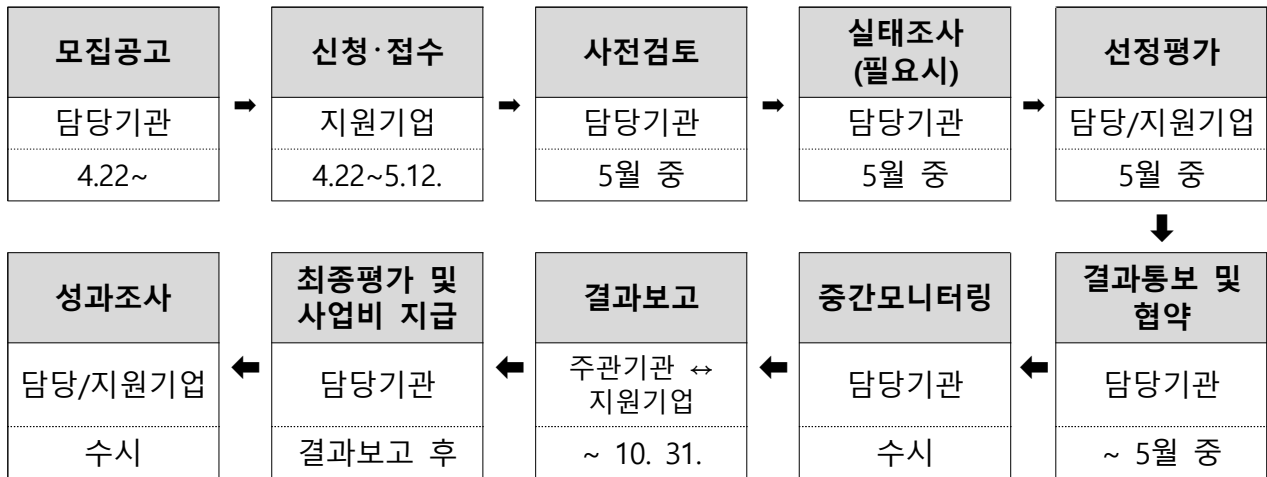 모집공고
담당기관
4.22~
➡
신청·접수
지원기업
4.22~5.12.
➡
사전검토
담당기관
5월 중
➡
실태조사
(필요시)
담당기관
5월 중
➡
선정평가
담당/지원기업
5월 중
⬇
결과통보 및
협약
담당기관
~ 5월 중
⬅
중간모니터링
담당기관
수시
⬅
결과보고
주관기관 ↔
지원기업
~ 10. 31.
⬅
최종평가 및
사업비 지급
담당기관
결과보고 후
⬅
성과조사
담당/지원기업
수시